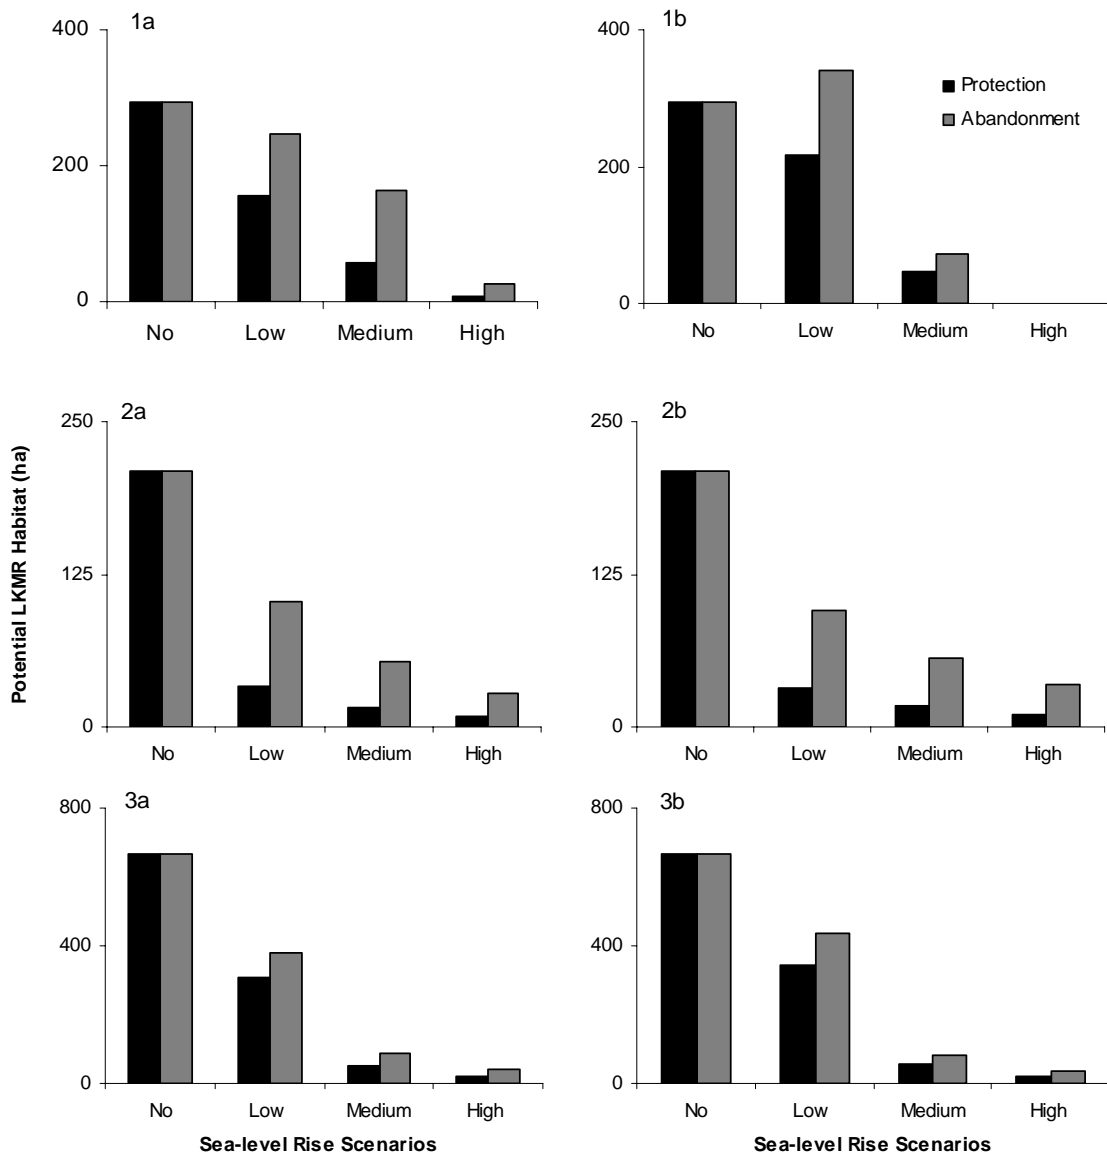 1a
400
200
0
No Low Medium High
1b
400
200
0
No Low Medium High
Protection
Abandonment
Potential LKMR Habitat (ha)
2a
250
125
0
No Low Medium High
2b
250
125
0
No Low Medium High
3a
800
400
0
No Low Medium High
Sea-level Rise Scenarios
3b
800
400
0
No Low Medium High
Sea-level Rise Scenarios